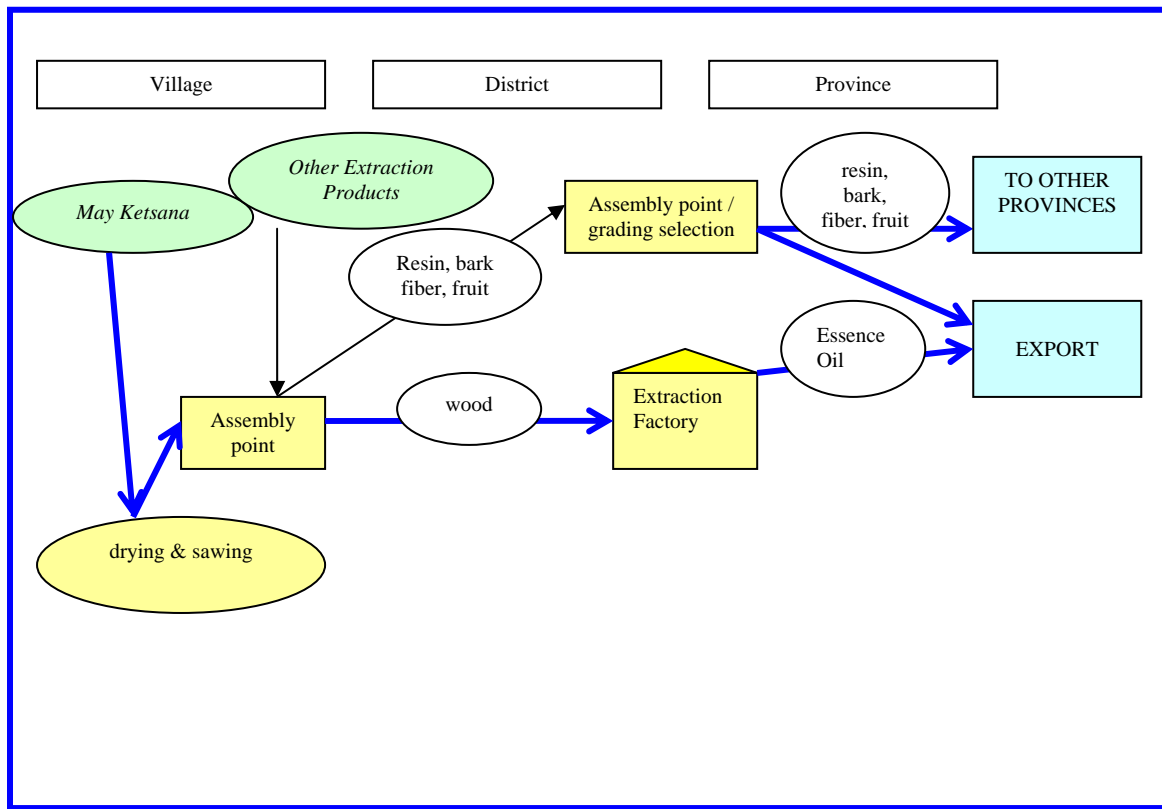 Village
District
Province
Other Extraction
Products
May Ketsana
resin,
bark,
fiber, fruit
TO OTHER
PROVINCES
Assembly point /
grading selection
Resin, bark
fiber, fruit
Essence
Oil
EXPORT
wood
Extraction
Factory
Assembly
point
drying & sawing